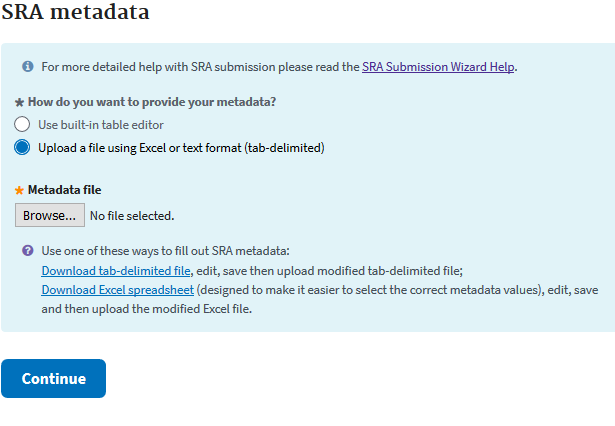 SRA metadata
For more detailed help with SRA submission please read the SRA Submission Wizard Help.
★ How do you want to provide your metadata?
Use built-in table editor
Upload a file using Excel or text format (tab-delimited)
★ Metadata file
Browse... No file selected.
Use one of these ways to fill out SRA metadata:
Download tab-delimited file, edit, save then upload modified tab-delimited file;
Download Excel spreadsheet (designed to make it easier to select the correct metadata values), edit, save
and then upload the modified Excel file.
Continue